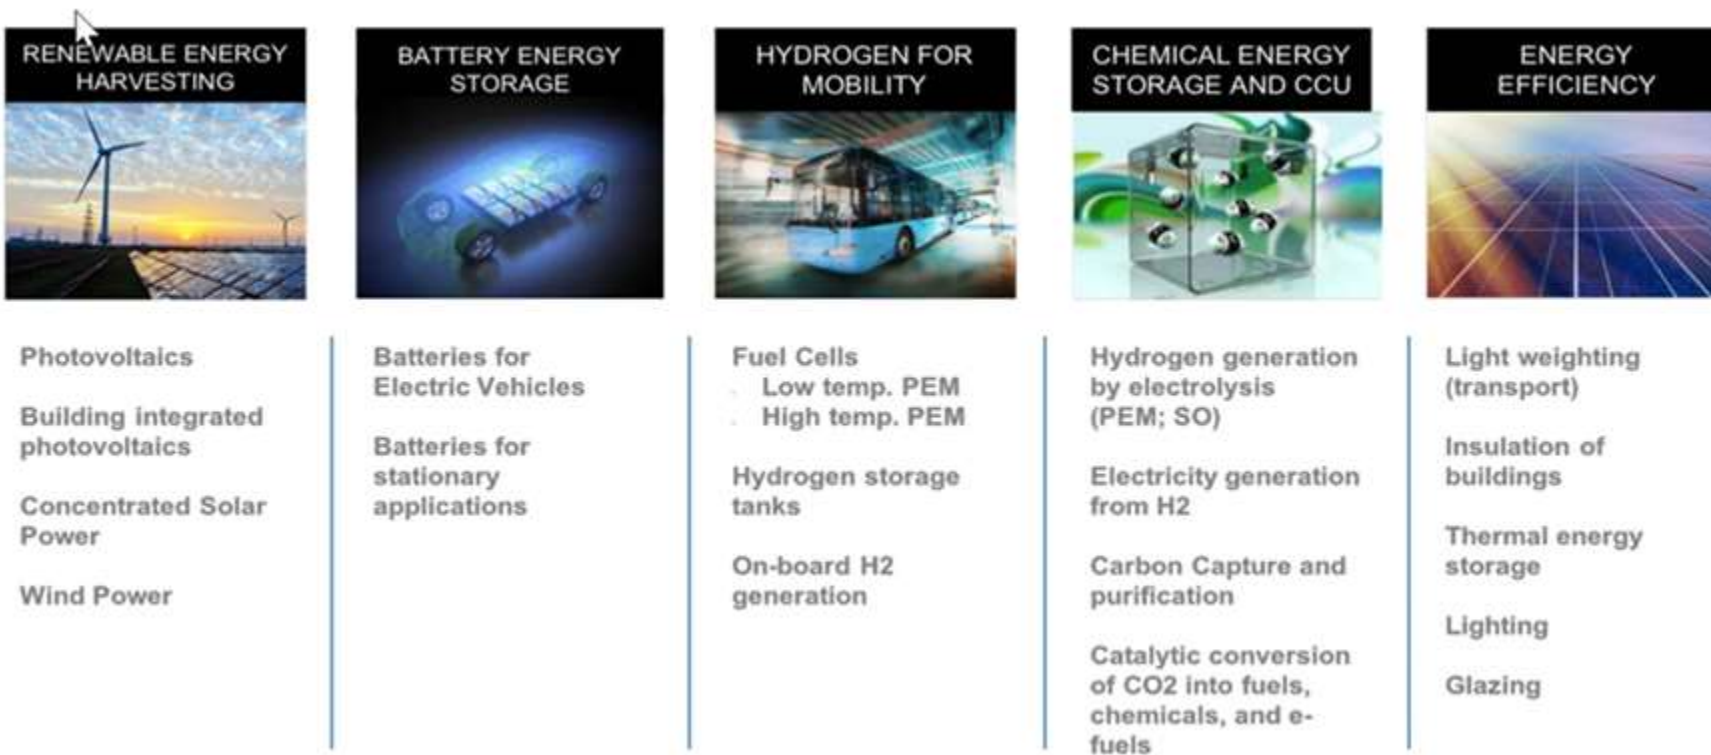 RENEWABLE ENERGY
HARVESTING
Photovoltaics
Building integrated
photovoltaics
Concentrated Solar
Power
Wind Power
BATTERY ENERGY
STORAGE
Batteries for
Electric Vehicles
Batteries for
stationary
applications
HYDROGEN FOR
MOBILITY
Fuel Cells
Low temp. PEM
High temp. PEM
Hydrogen storage
tanks
On-board H2
generation
CHEMICAL ENERGY
STORAGE AND CCU
Hydrogen generation
by electrolysis
(PEM; SO)
Electricity generation
from H2
Carbon Capture and
purification
Catalytic conversion
of CO2 into fuels,
chemicals, and e-
fuels
ENERGY
EFFICIENCY
Light weighting
(transport)
Insulation of
buildings
Thermal energy
storage
Lighting
Glazing